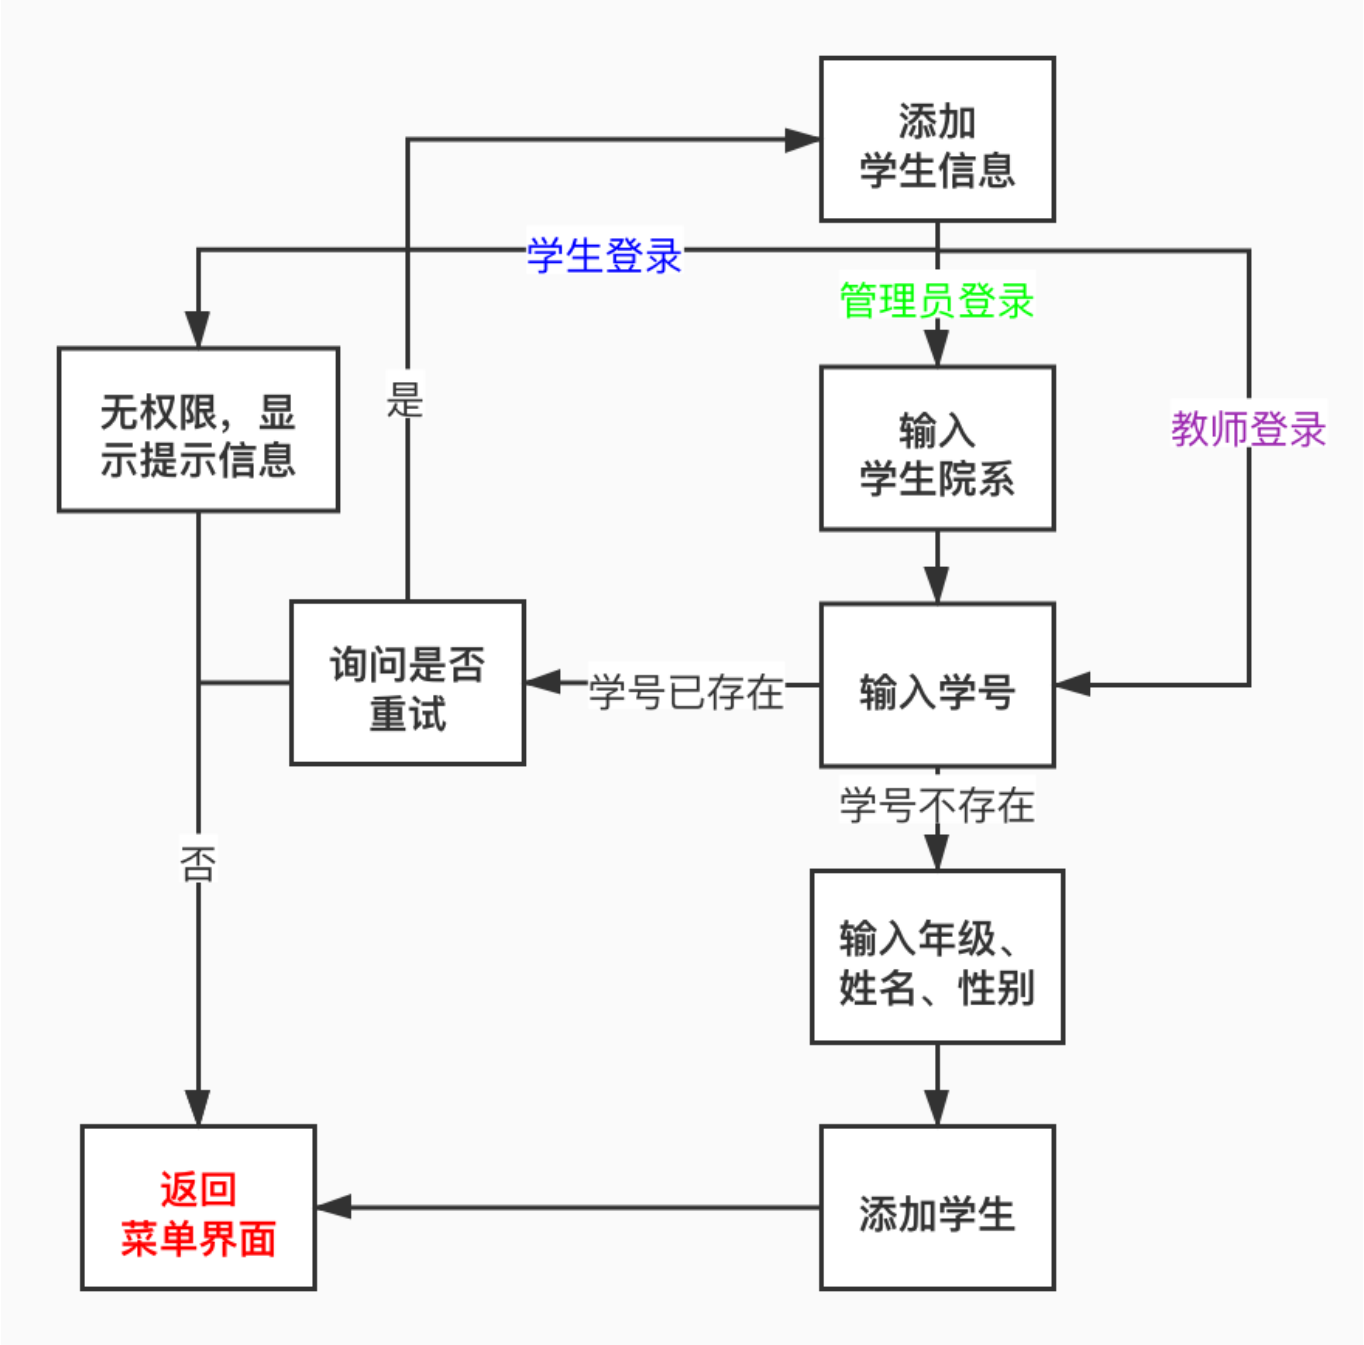 添加
学生信息
学生登录
管理员登录
无权限，显
示提示信息
是
输入
学生院系
教师登录
询问是否
重试
学号已存在
输入学号
学号不存在
否
输入年级、
姓名、性别
返回
菜单界面
添加学生